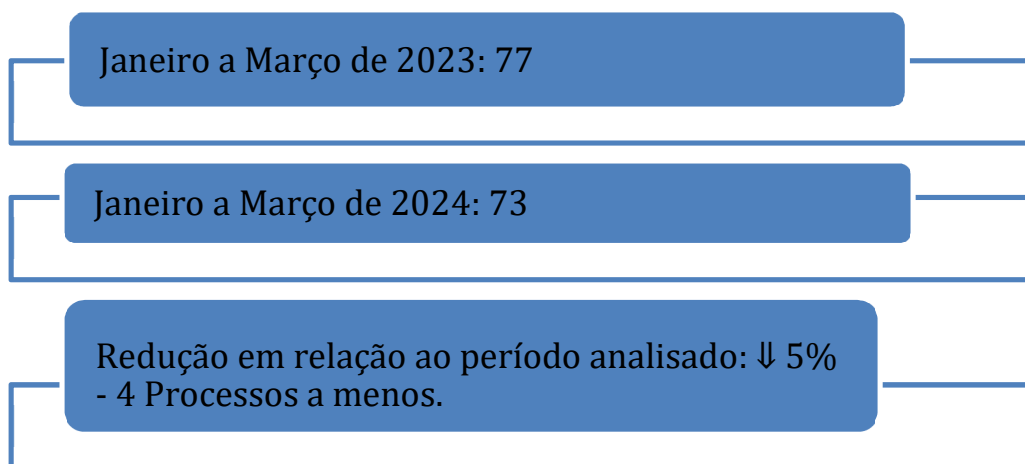 Janeiro a Março de 2023: 77
Janeiro a Março de 2024: 73
Redução em relação ao período analisado: ⇓ 5%
- 4 Processos a menos.